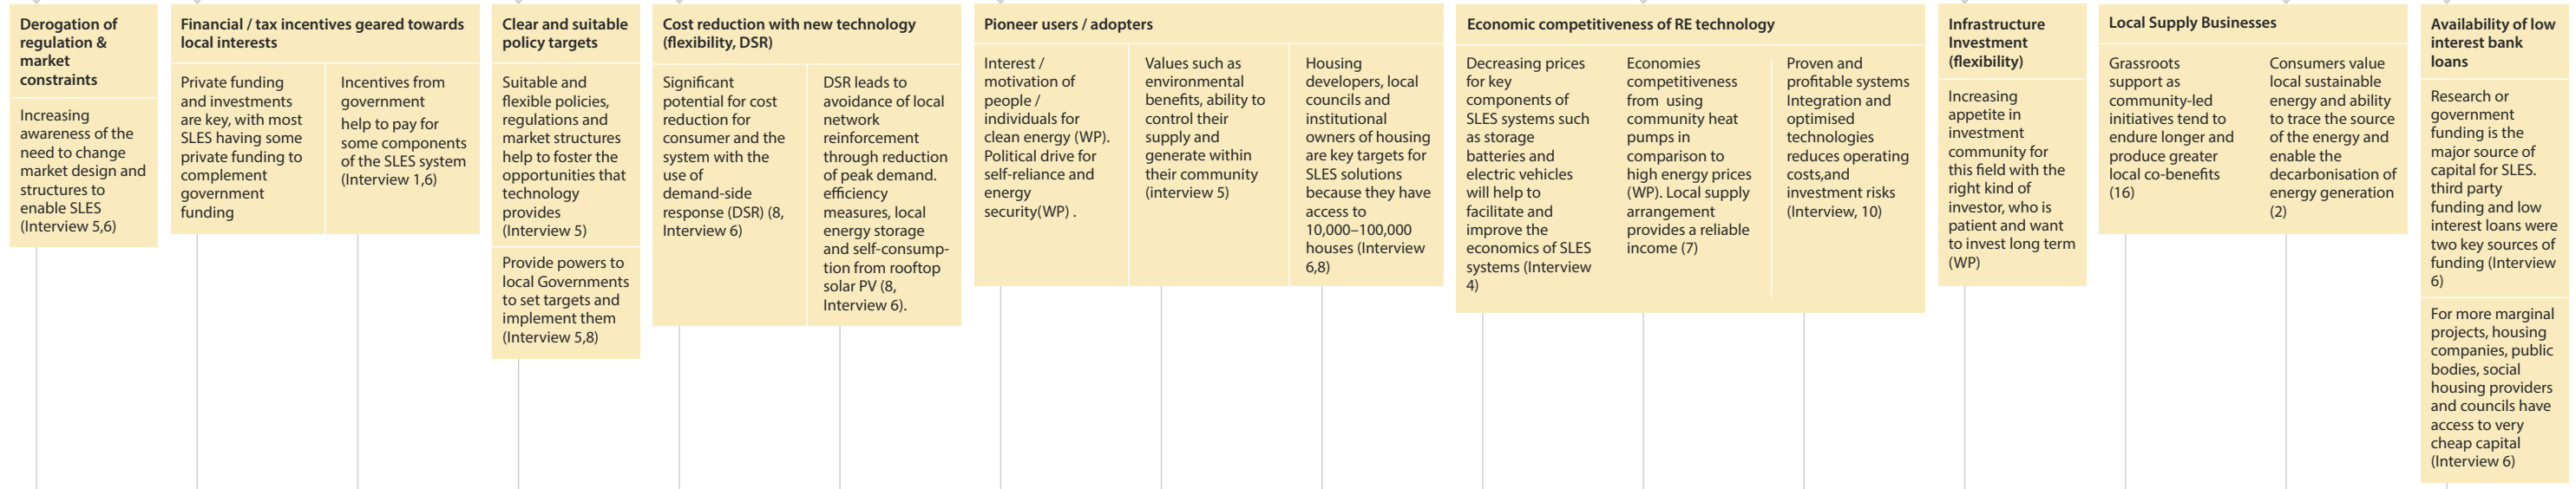 Derogation of
regulation &
market
constraints
Increasing
awareness of the
need to change
market design and
structures to
enable SLES
(Interview 5,6)
Financial / tax incentives geared towards
local interests
Private funding
and investments
are key, with most
SLES having some
private funding to
complement
government
funding
Incentives from
government
help to pay for
some components
of the SLES system
(Interview 1,6)
Clear and suitable
policy targets
Suitable and
flexible policies,
regulations and
market structures
help to foster the
opportunities that
technology
provides
(Interview 5)
Provide powers to
local Governments
to set targets and
implement them
(Interview 5,8)
Cost reduction with new technology
(flexibility, DSR)
Significant
potential for cost
reduction for
consumer and the
system with the
use of
demand-side
response (DSR) (8,
Interview 6)
DSR leads to
avoidance of local
network
reinforcement
through reduction
of peak demand.
efficiency
measures, local
energy storage
and self-consump-
tion from rooftop
solar PV (8,
Interview 6).
Pioneer users / adopters
Interest /
motivation of
people /
individuals for
clean energy (WP).
Political drive for
self-reliance and
energy
security(WP) .
Values such as
environmental
benefits, ability to
control their
supply and
generate within
their community
(interview 5)
Housing
developers, local
councils and
institutional
owners of housing
are key targets for
SLES solutions
because they have
access to
10,000–100,000
houses (Interview
6,8)
Economic competitiveness of RE technology
Decreasing prices
for key
components of
SLES systems such
as storage
batteries and
electric vehicles
will help to
facilitate and
improve the
economics of SLES
systems (Interview
4)
Economies
competitiveness
from using
community heat
pumps in
comparison to
high energy prices
(WP). Local supply
arrangement
provides a reliable
income (7)
Proven and
profitable systems
Integration and
optimised
technologies
reduces operating
costs,and
investment risks
(Interview, 10)
Infrastructure
Investment
(flexibility)
Increasing
appetite in
investment
community for
this field with the
right kind of
investor, who is
patient and want
to invest long term
(WP)
Local Supply Businesses
Grassroots
support as
community-led
initiatives tend to
endure longer and
produce greater
local co-benefits
(16)
Consumers value
local sustainable
energy and ability
to trace the source
of the energy and
enable the
decarbonisation of
energy generation
(2)
Availability of low
interest bank
loans
Research or
government
funding is the
major source of
capital for SLES.
third party
funding and low
interest loans were
two key sources of
funding (Interview
6)
For more marginal
projects, housing
companies, public
bodies, social
housing providers
and councils have
access to very
cheap capital
(Interview 6)